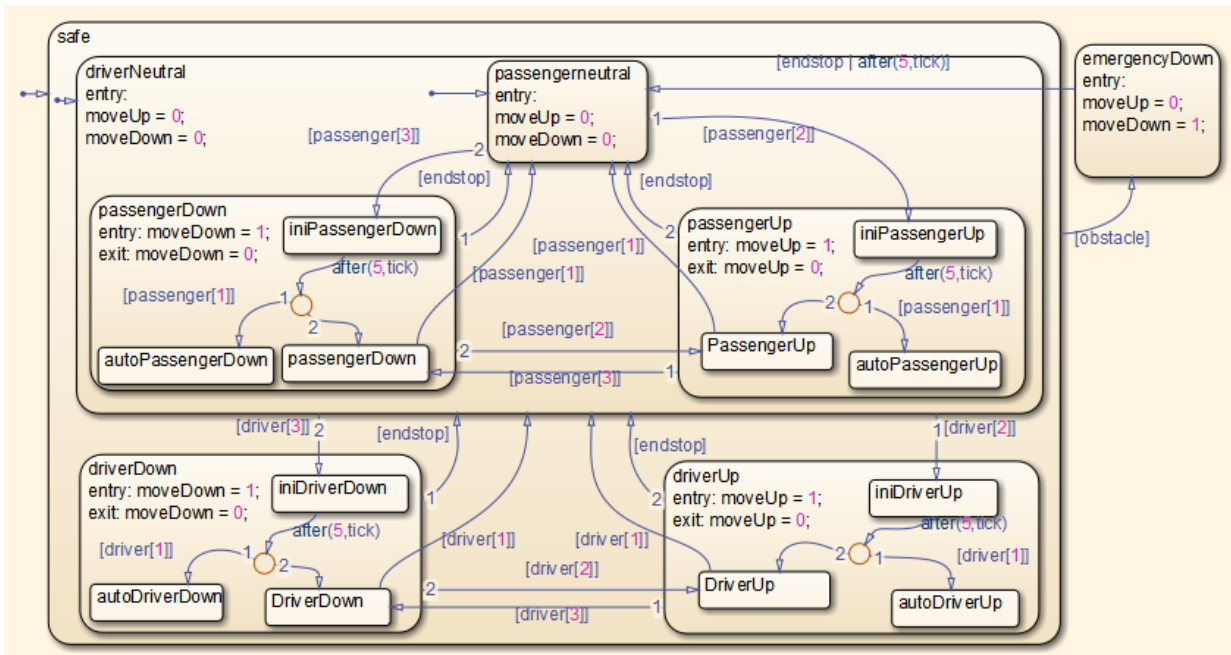 safe
driverNeutral
entry:
moveUp = 0;
moveDown = 0;
passengerneutral
entry:
moveUp = 0;
moveDown = 0;
[endstop | after(5,tick)]
emergencyDown
entry:
moveUp = 0;
moveDown = 1;
[passenger[3]]
2
1
[passenger[2]]
[endstop]
[endstop]
passengerDown
entry: moveDown = 1;
exit: moveDown = 0;
iniPassengerDown
after(5,tick)
[passenger[1]]
1
2
autoPassengerDown
passengerDown
1
[passenger[1]]
[passenger[1]]
2
passengerUp
entry: moveUp = 1;
exit: moveUp = 0;
iniPassengerUp
after(5,tick)
[passenger[1]]
2
1
PassengerUp
autoPassengerUp
[obstacle]
[passenger[2]]
2
[passenger[3]]
1
[driver[3]]
2
[endstop]
[endstop]
1
[driver[2]]
driverDown
entry: moveDown = 1;
exit: moveDown = 0;
iniDriverDown
after(5,tick)
[driver[1]]
1
2
autoDriverDown
DriverDown
1
[driver[1]]
[driver[1]]
2
driverUp
entry: moveUp = 1;
exit: moveUp = 0;
iniDriverUp
after(5,tick)
[driver[1]]
2
1
DriverUp
autoDriverUp
[driver[2]]
2
[driver[3]]
1